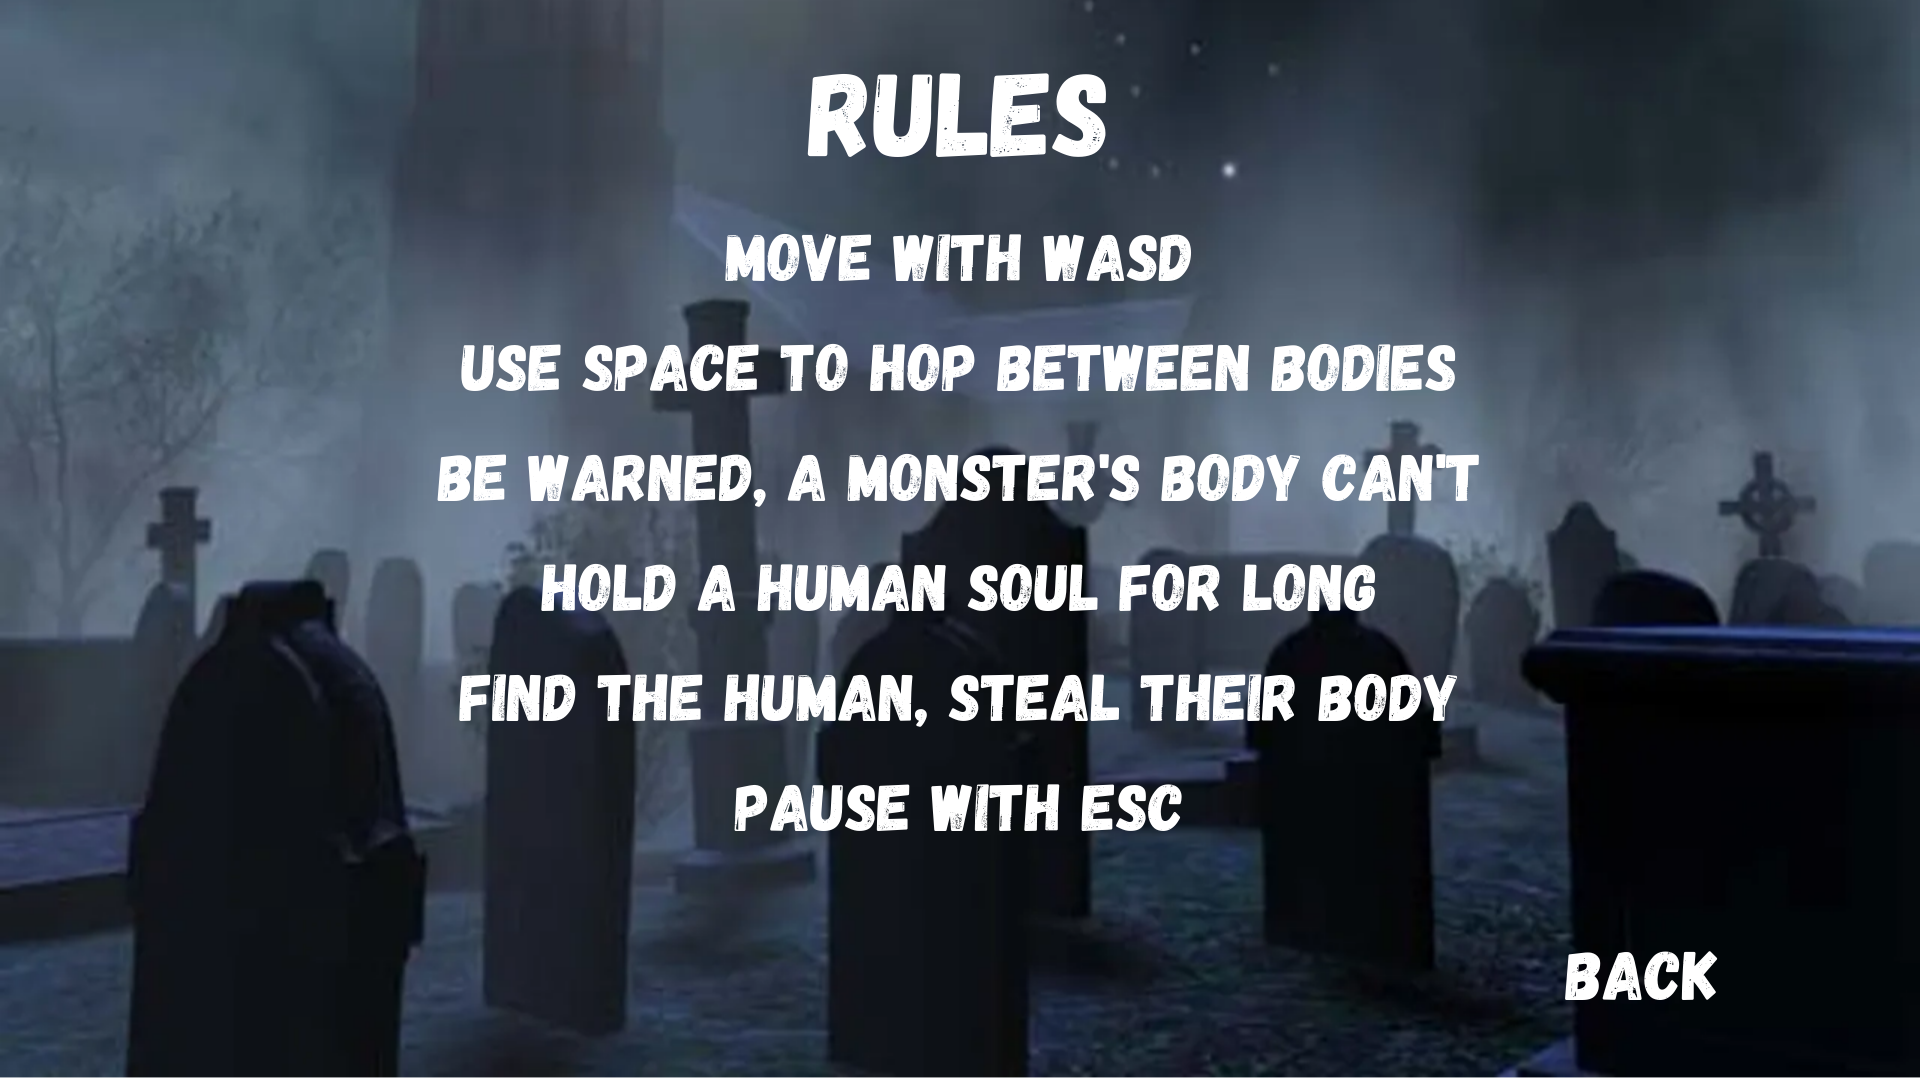 RULES
MOVE WITH WASD
USE SPACE TO HOP BETWEEN BODIES
BE WARNED, A MONSTER'S BODY CAN'T
HOLD A HUMAN SOUL FOR LONG
FIND THE HUMAN, STEAL THEIR BODY
PAUSE WITH ESC
BACK